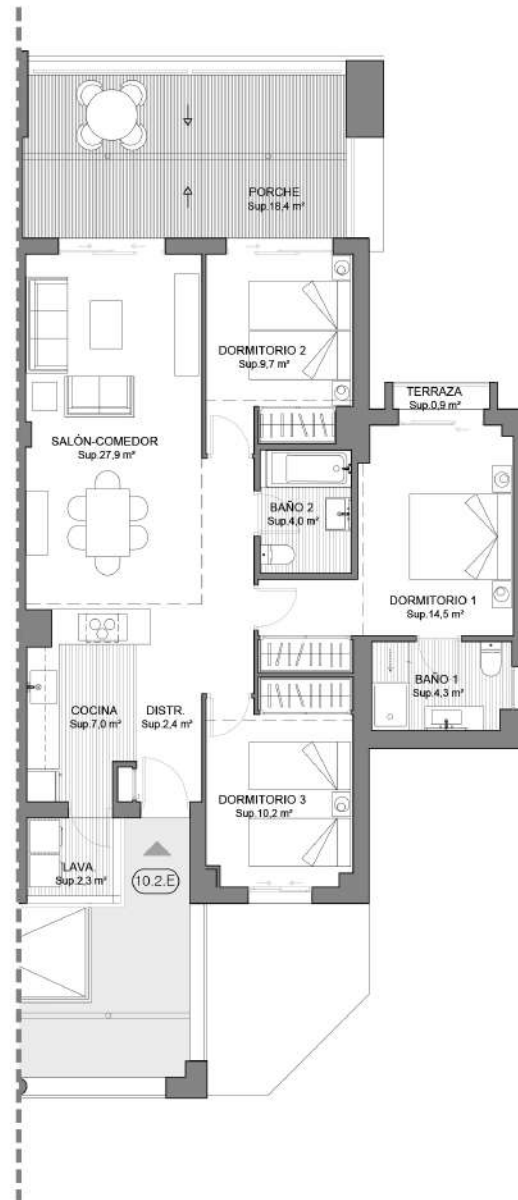 PORCHE
Sup.18,4 m²
DORMITORIO 2
Sup.9,7 m²
TERRAZA
Sup.0,9 m²
SALÓN-COMEDOR
Sup.27,9 m²
BAÑO 2
Sup.4,0 m²
DORMITORIO 1
Sup.14,5 m²
BAÑO 1
Sup.4,3 m²
COCINA
Sup.7,0 m²
DISTR.
Sup.2,4 m²
DORMITORIO 3
Sup.10,2 m²
LAVA.
Sup.2,3 m²
10.2.E